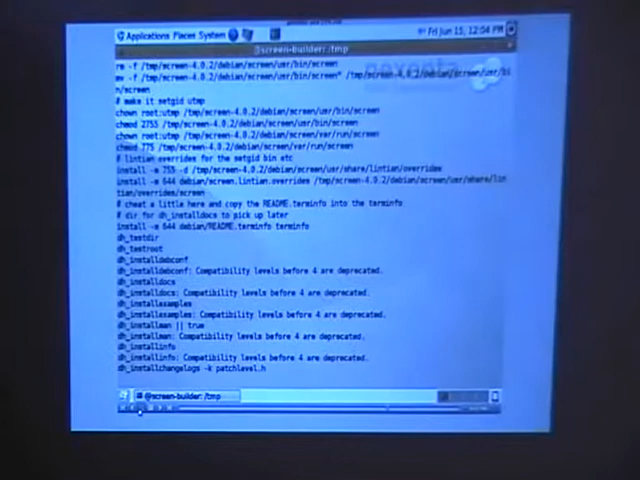 Applications Places System Fri Jun 15, 12:04 PM
@screen-builder: /tmp
rm -f /tmp/screen-4.0.2/debian/screen/usr/bin/screen
mv -f /tmp/screen-4.0.2/debian/screen/usr/bin/screen* /tmp/screen-4.0.2/debian/screen/usr/bi
n/screen
# make it setgid utmp
chown root:utmp /tmp/screen-4.0.2/debian/screen/usr/bin/screen
chmod 2755 /tmp/screen-4.0.2/debian/screen/usr/bin/screen
chown root:utmp /tmp/screen-4.0.2/debian/screen/var/run/screen
chmod 775 /tmp/screen-4.0.2/debian/screen/var/run/screen
# lintian overrides for the setgid bin etc
install -m 755 -d /tmp/screen-4.0.2/debian/screen/usr/share/lintian/overrides
install -m 644 debian/screen.lintian.overrides /tmp/screen-4.0.2/debian/screen/usr/share/lin
tian/overrides/screen
# cheat a little here and copy the README.terminfo into the terminfo
# dir for dh_installdocs to pick up later
install -m 644 debian/README.terminfo terminfo
dh_testdir
dh_testroot
dh_installdebconf
dh_installdebconf: Compatibility levels before 4 are deprecated.
dh_installdocs
dh_installdocs: Compatibility levels before 4 are deprecated.
dh_installexamples
dh_installexamples: Compatibility levels before 4 are deprecated.
dh_installman || true
dh_installman: Compatibility levels before 4 are deprecated.
dh_installinfo
dh_installinfo: Compatibility levels before 4 are deprecated.
dh_installchangelogs -k patchlevel.h
@screen-builder: /tmp